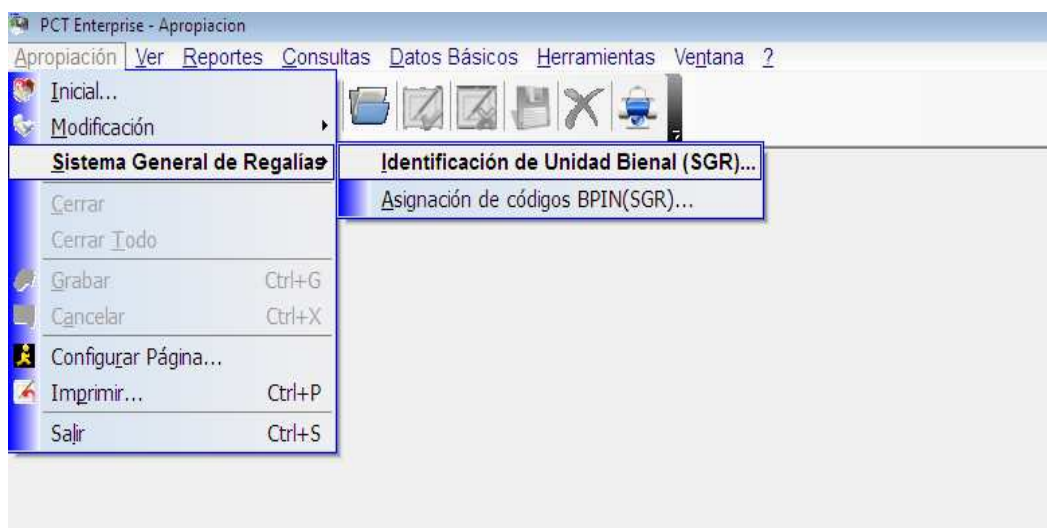 PCT Enterprise - Apropiacion
Apropiación Ver Reportes Consultas Datos Básicos Herramientas Ventana ?
Inicial...
Modificación
Sistema General de Regalías
Identificación de Unidad Bienal (SGR)...
Asignación de códigos BPIN(SGR)...
Cerrar
Cerrar Todo
Grabar Ctrl+G
Cancelar Ctrl+X
Configurar Página...
Imprimir... Ctrl+P
Salir Ctrl+S